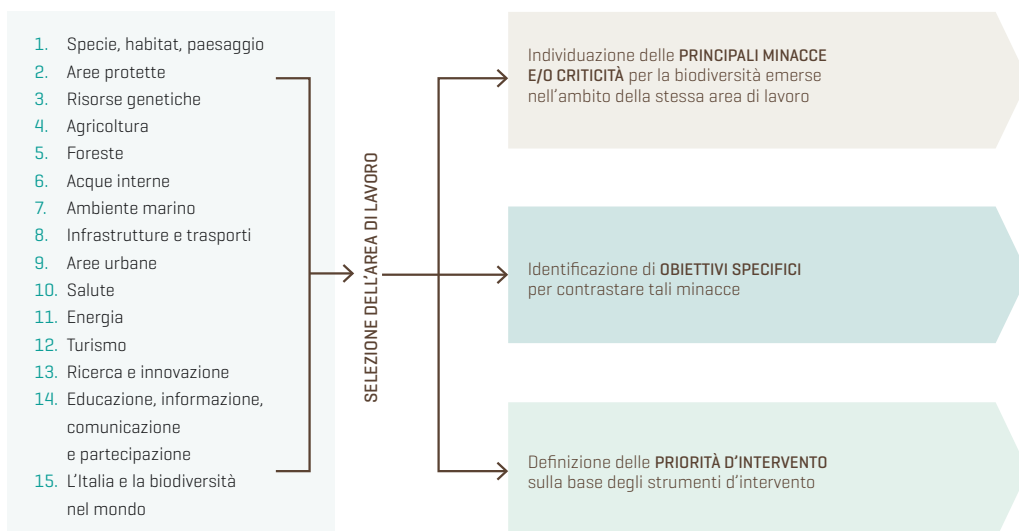 1. Specie, habitat, paesaggio
2. Aree protette
3. Risorse genetiche
4. Agricoltura
5. Foreste
6. Acque interne
7. Ambiente marino
8. Infrastrutture e trasporti
9. Aree urbane
10. Salute
11. Energia
12. Turismo
13. Ricerca e innovazione
14. Educazione, informazione,
comunicazione
e partecipazione
15. L'Italia e la biodiversità
nel mondo
SELEZIONE DELL'AREA DI LAVORO
Individuazione delle PRINCIPALI MINACCE
E/O CRITICITÀ per la biodiversità emerse
nell'ambito della stessa area di lavoro
Identificazione di OBIETTIVI SPECIFICI
per contrastare tali minacce
Definizione delle PRIORITÀ D'INTERVENTO
sulla base degli strumenti d'intervento